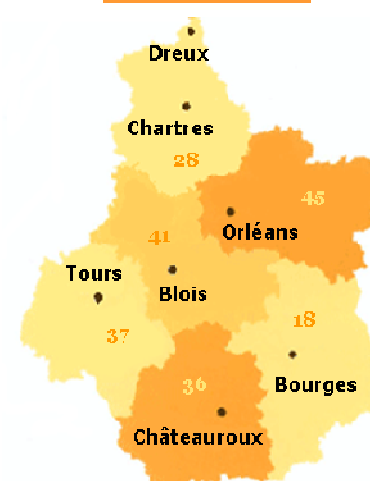 Dreux
Chartres
28
45
Orléans
41
Tours
Blois
37
18
Bourges
36
Châteauroux